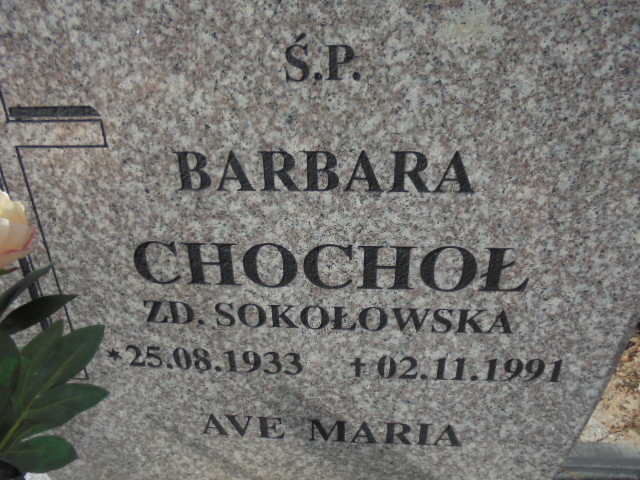 Ś.P.
BARBARA
CHOCHOŁ
ZD. SOKOŁOWSKA
*25.08.1933 †02.11.1991
AVE MARIA